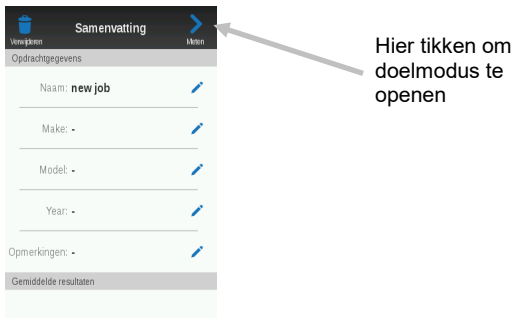 Samenvatting
Verwijderen
Meten
Opdrachtgegevens
Naam: new job
Make: -
Model: -
Year: -
Opmerkingen: -
Gemiddelde resultaten
Hier tikken om
doelmodus te
openen